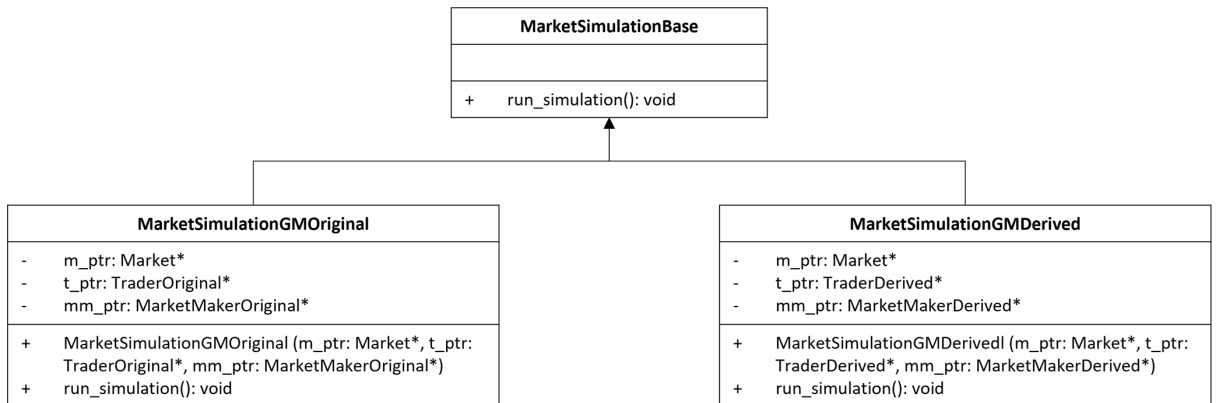 MarketSimulationBase
+ run_simulation(): void
MarketSimulationGMOriginal
- m_ptr: Market*
- t_ptr: TraderOriginal*
- mm_ptr: MarketMakerOriginal*
+ MarketSimulationGMOriginal (m_ptr: Market*, t_ptr:
TraderOriginal*, mm_ptr: MarketMakerOriginal*)
+ run_simulation(): void
MarketSimulationGMDerived
- m_ptr: Market*
- t_ptr: TraderDerived*
- mm_ptr: MarketMakerDerived*
+ MarketSimulationGMDerivedl (m_ptr: Market*, t_ptr:
TraderDerived*, mm_ptr: MarketMakerDerived*)
+ run_simulation(): void